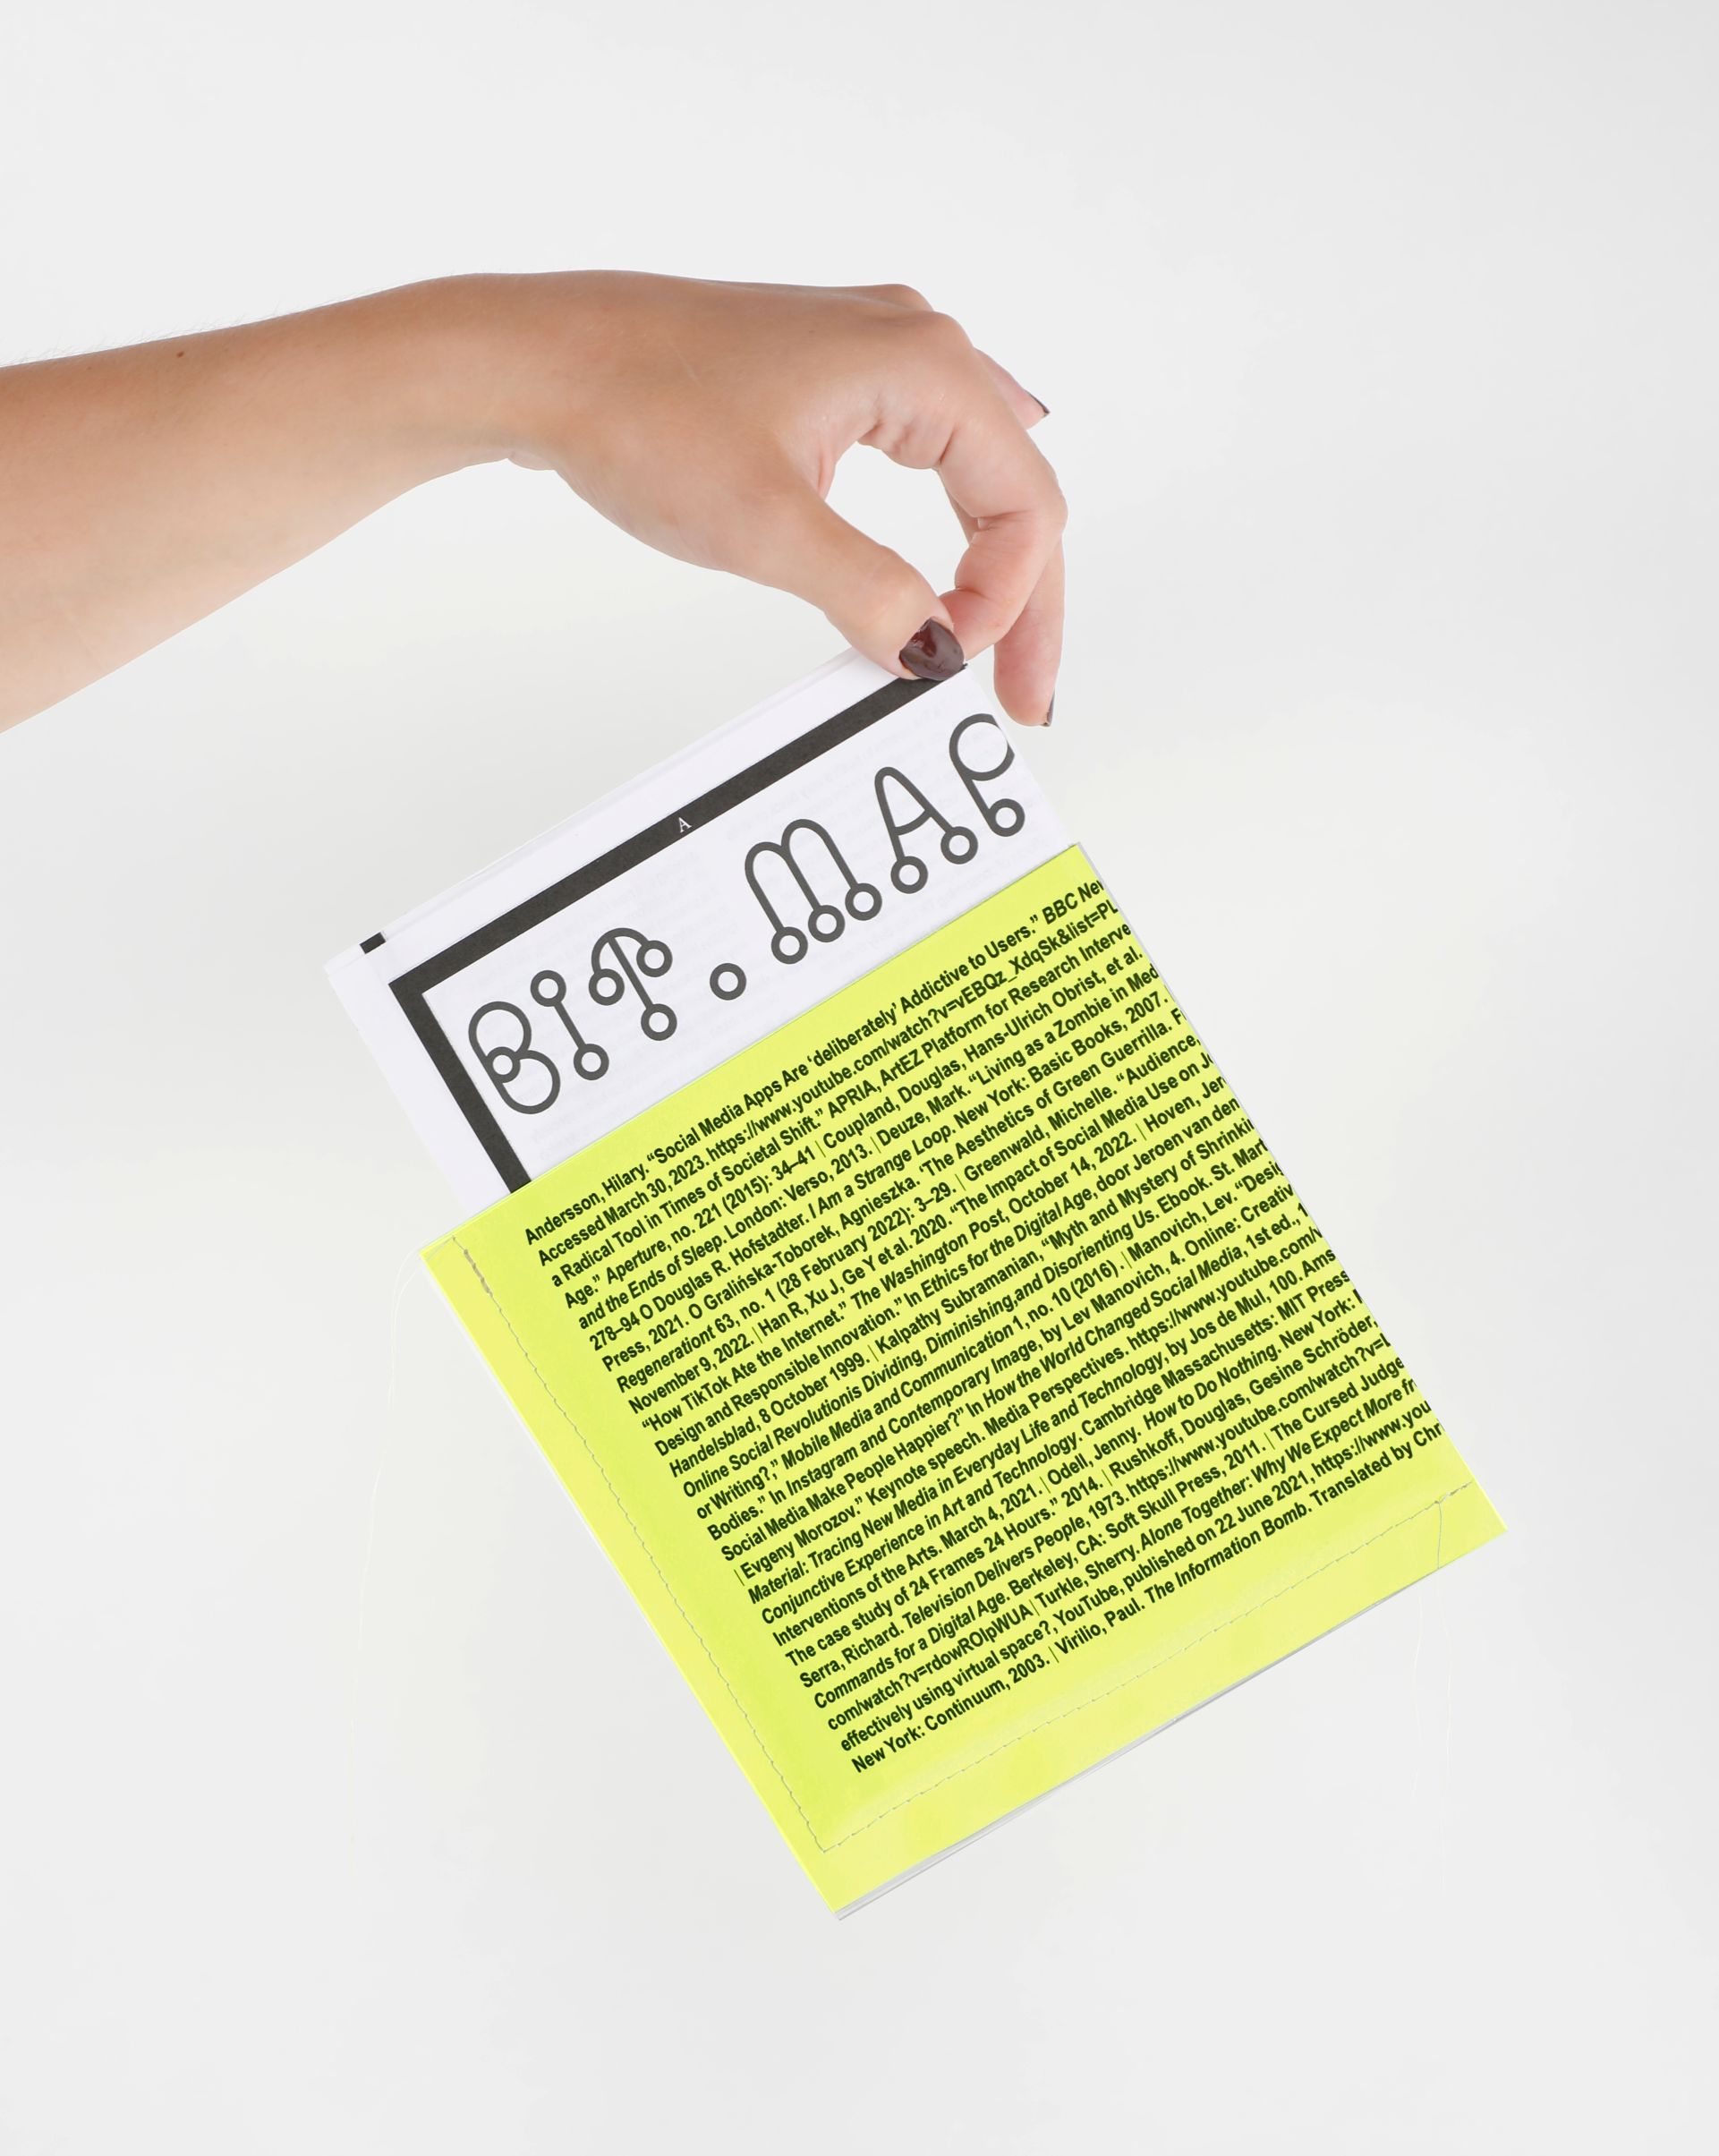 A
BIT.MAP
Andersson, Hilary. “Social Media Apps Are ‘deliberately’ Addictive to Users.” BBC
Accessed March 30, 2023. https://www.youtube.com/watch?v=vEBQz_XdqSk&list=PL
a Radical Tool in Times of Societal Shift.” APRIA, ArtEZ Platform for Research
Age.” Aperture, no. 221 (2015): 34–41 | Coupland, Douglas, Hans-Ulrich Obrist, et al.
and the Ends of Sleep. London: Verso, 2013. | Deuze, Mark. “Living as a Zombie in
278–94 O Douglas R. Hofstadter. I Am a Strange Loop. New York: Basic Books, 2007.
Press, 2021. O Gralińska-Toborek, Agnieszka. ‘The Aesthetics of Green Guerrilla.
Regenerationt 63, no. 1 (28 February 2022): 3–29. | Greenwald, Michelle. “Audience,
November 9, 2022. | Han R, Xu J, Ge Y et al. 2020. “The Impact of Social Media Use on
“How TikTok Ate the Internet.” The Washington Post, October 14, 2022. | Hoven,
Design and Responsible Innovation.” In Ethics for the Digital Age, door Jeroen van den
Handelsblad, 8 October 1999. | Kalpathy Subramanian, “Myth and Mystery of
Online Social Revolutionis Dividing, Diminishing,and Disorienting Us. Ebook. St.
or Writing?,” Mobile Media and Communication 1, no. 10 (2016). | Manovich, Lev.
Bodies.” In Instagram and Contemporary Image, by Lev Manovich, 4. Online:
Social Media Make People Happier?” In How the World Changed Social Media, 1st ed.,
| Evgeny Morozov.” Keynote speech. Media Perspectives. https://www.youtube.com/
Material: Tracing New Media in Everyday Life and Technology, by Jos de Mul, 100.
Conjunctive Experience in Art and Technology. Cambridge Massachusetts: MIT Press
Interventions of the Arts. March 4, 2021. | Odell, Jenny. How to Do Nothing. New York:
The case study of 24 Frames 24 Hours.” 2014. | Rushkoff, Douglas, Gesine Schröder,
Serra, Richard. Television Delivers People, 1973. https://www.youtube.com/watch?v=
Commands for a Digital Age. Berkeley, CA: Soft Skull Press, 2011. | The Cursed Judge
com/watch?v=rdowROIpWUA | Turkle, Sherry. Alone Together: Why We Expect More
effectively using virtual space?, YouTube, published on 22 June 2021, https://www.you
New York: Continuum, 2003. | Virilio, Paul. The Information Bomb. Translated by